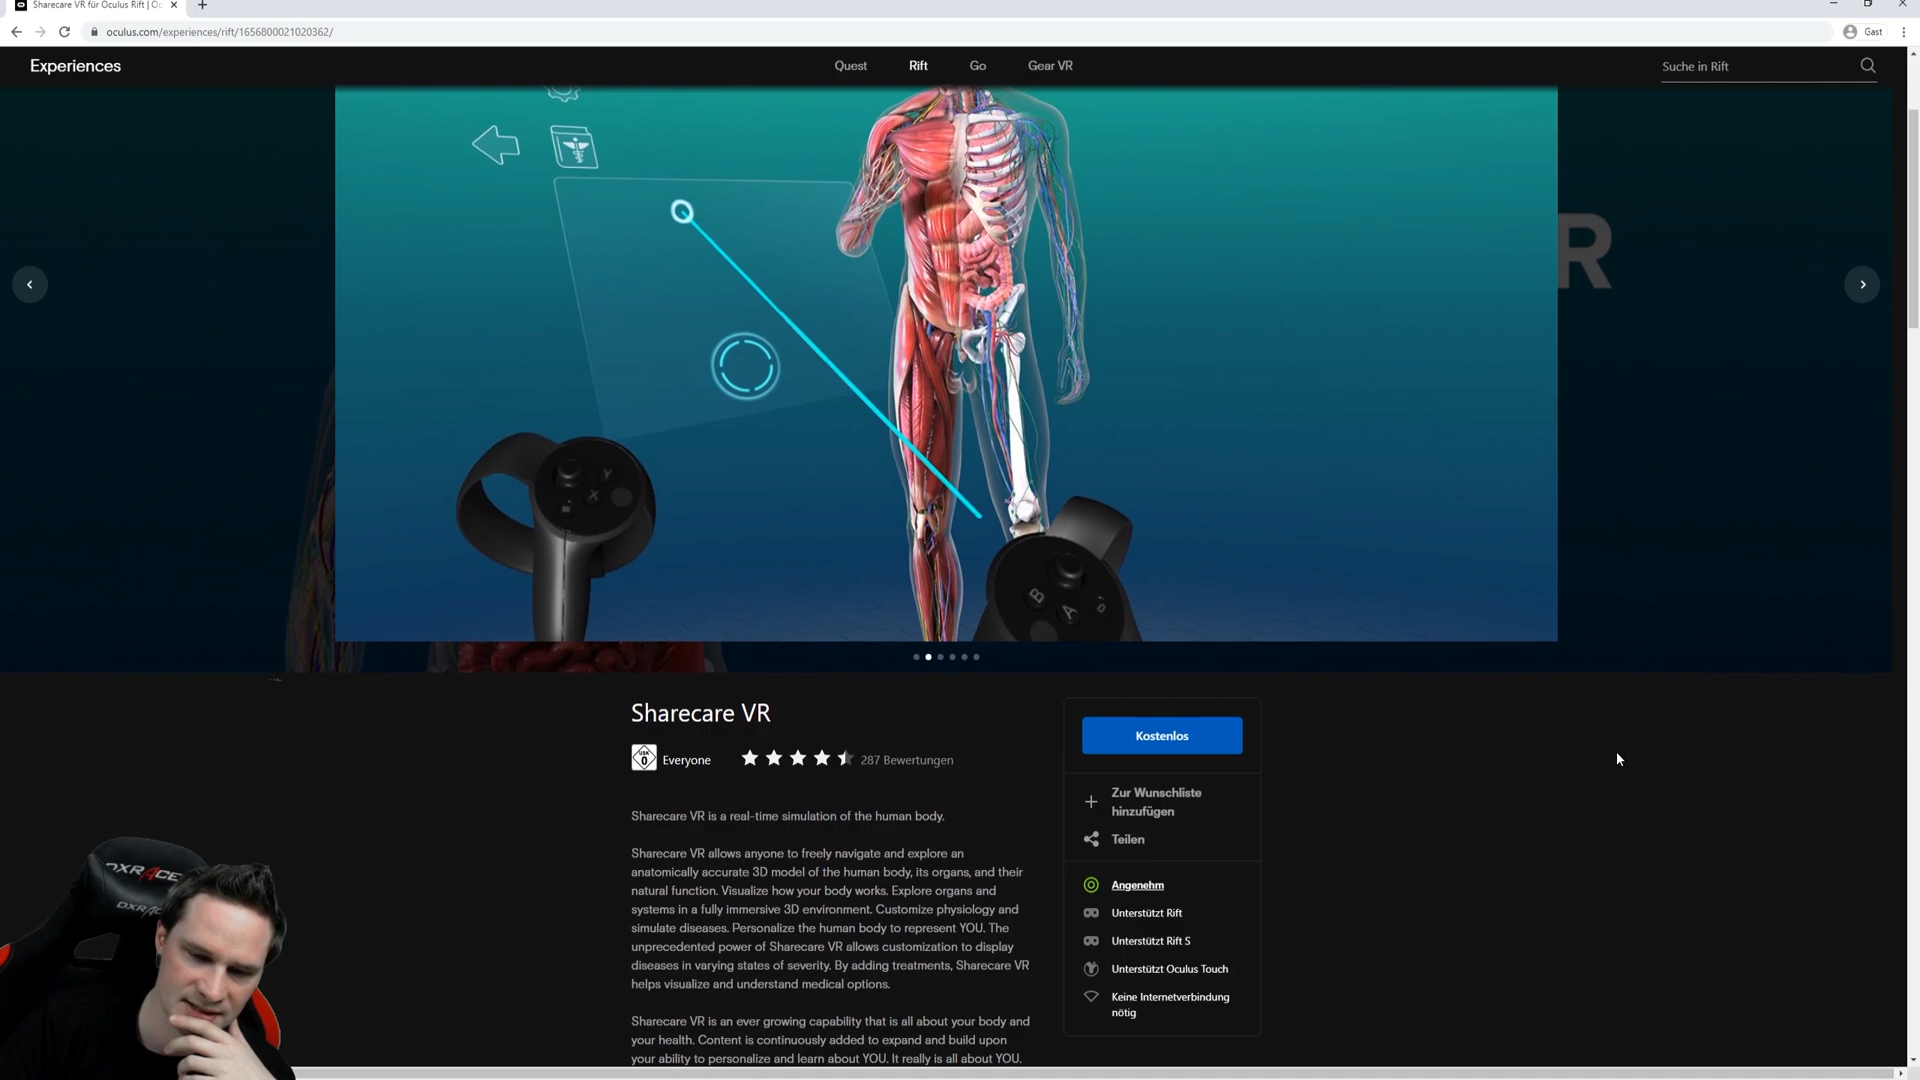 Sharecare VR für Oculus Rift | Oc
oculus.com/experiences/rift/1656800021020362/
Gast
Experiences
Quest
Rift
Go
Gear VR
Suche in Rift
R
Y
X
B
A
Sharecare VR
USK
0
Everyone
287 Bewertungen
Kostenlos
Zur Wunschliste
hinzufügen
Teilen
Sharecare VR is a real-time simulation of the human body.
Sharecare VR allows anyone to freely navigate and explore an
anatomically accurate 3D model of the human body, its organs, and their
natural function. Visualize how your body works. Explore organs and
systems in a fully immersive 3D environment. Customize physiology and
simulate diseases. Personalize the human body to represent YOU. The
unprecedented power of Sharecare VR allows customization to display
diseases in varying states of severity. By adding treatments, Sharecare VR
helps visualize and understand medical options.
Sharecare VR is an ever growing capability that is all about your body and
your health. Content is continuously added to expand and build upon
your ability to personalize and learn about YOU. It really is all about YOU.
Angenehm
Unterstützt Rift
Unterstützt Rift S
Unterstützt Oculus Touch
Keine Internetverbindung
nötig
DXRACE
DXRA